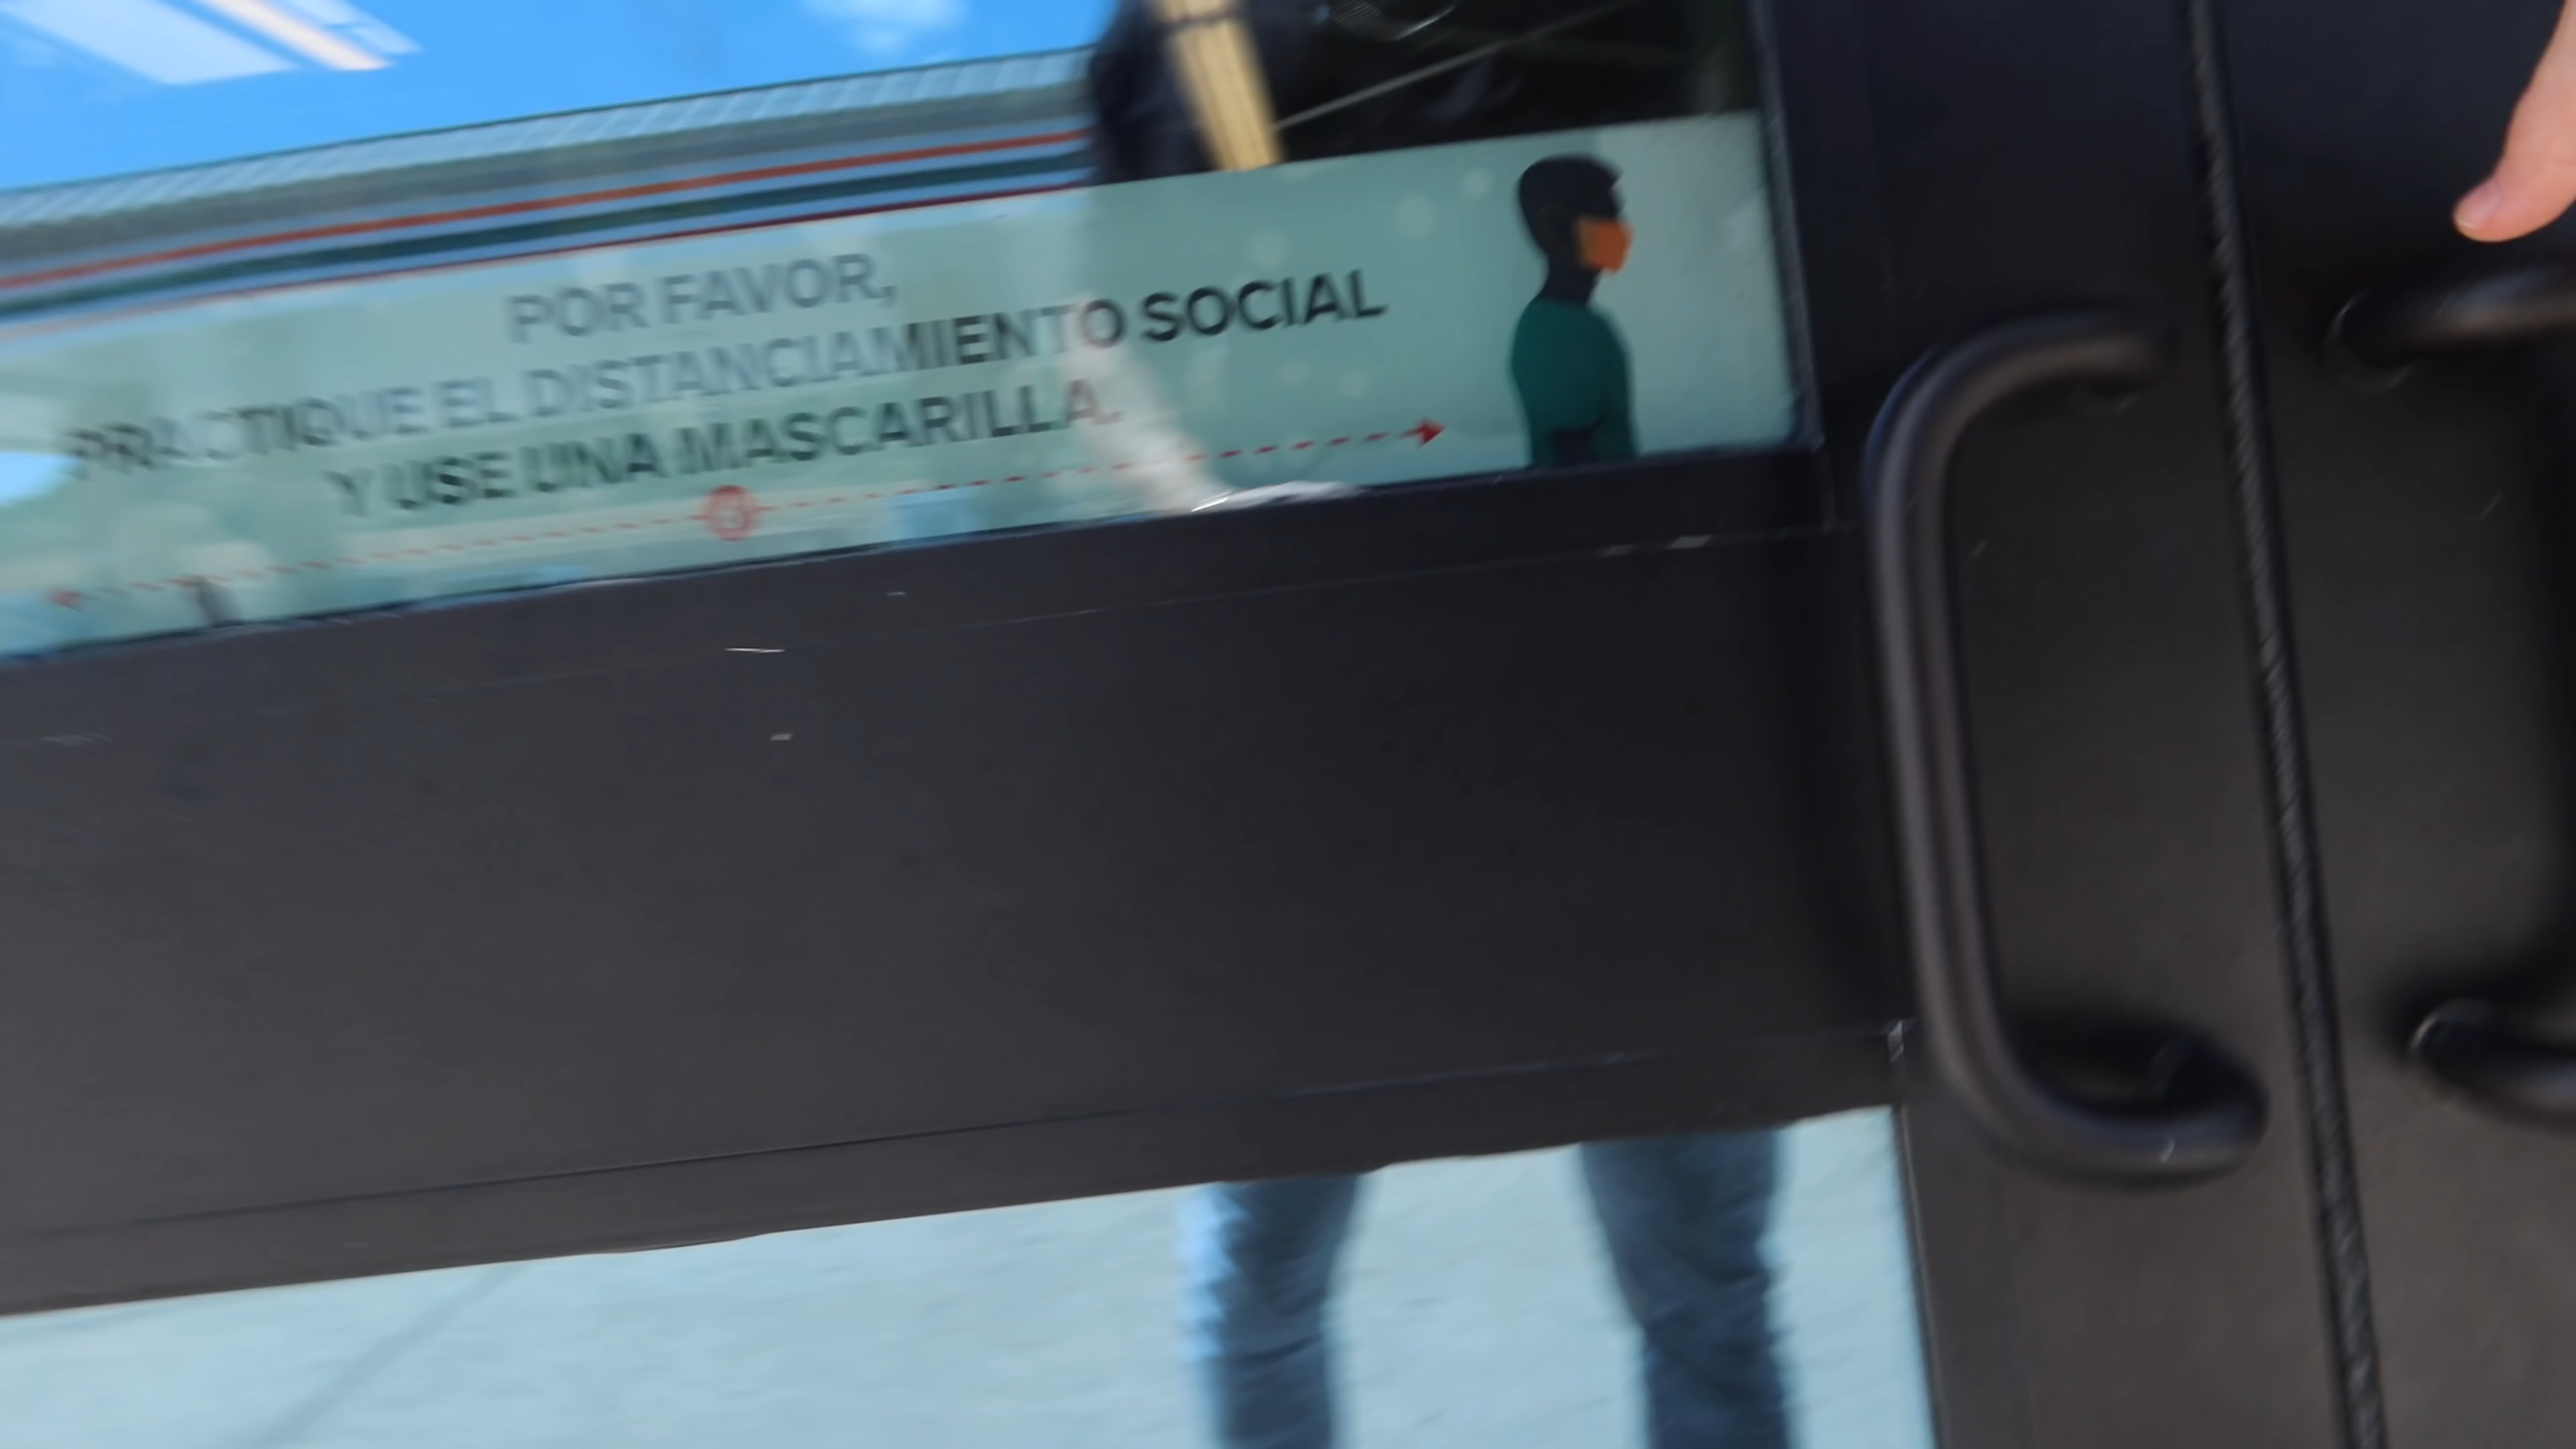 POR FAVOR,
PRACTIQUE EL DISTANCIAMIENTO SOCIAL
Y USE UNA MASCARILLA.